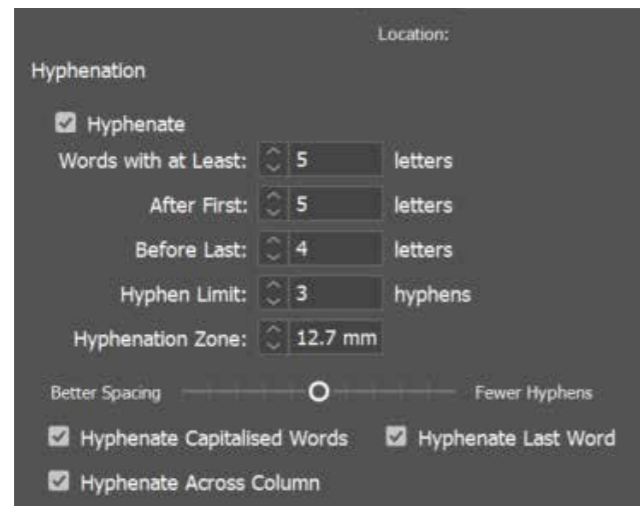 Location:
Hyphenation
Hyphenate
Words with at Least: 5 letters
After First: 5 letters
Before Last: 4 letters
Hyphen Limit: 3 hyphens
Hyphenation Zone: 12.7 mm
Better Spacing Fewer Hyphens
Hyphenate Capitalised Words Hyphenate Last Word
Hyphenate Across Column